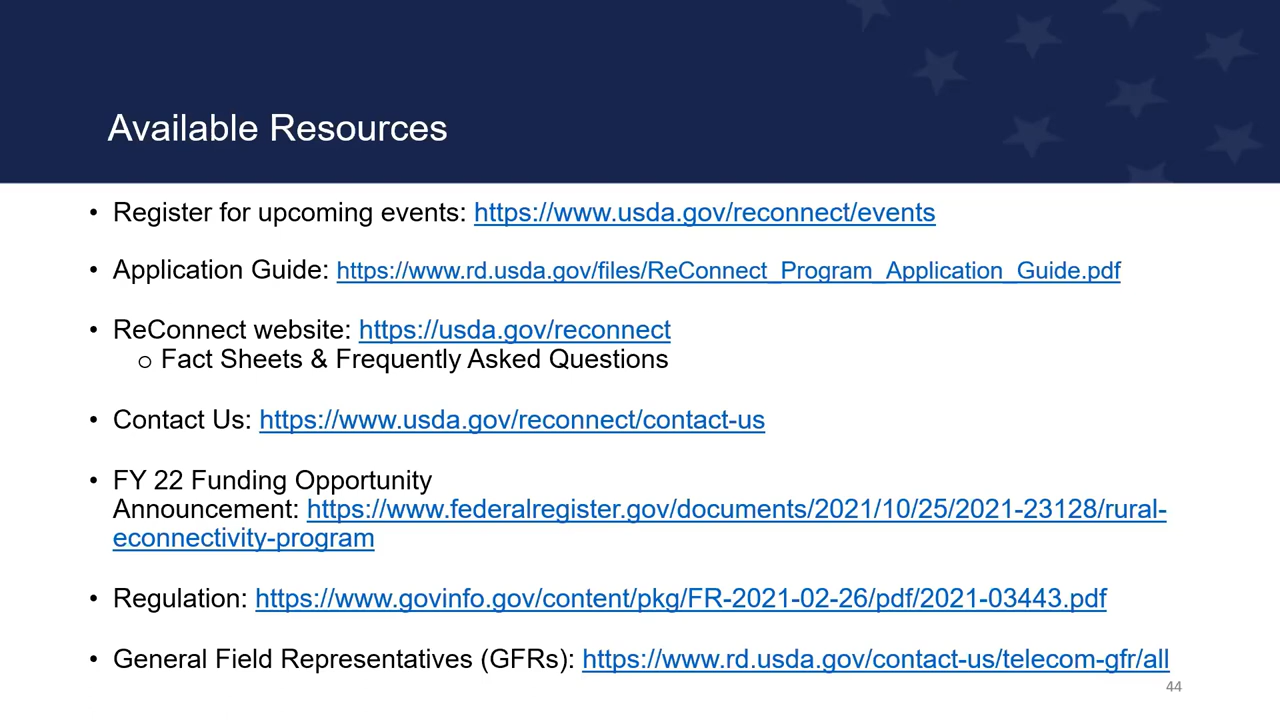 Available Resources
• Register for upcoming events: https://www.usda.gov/reconnect/events
• Application Guide: https://www.rd.usda.gov/files/ReConnect_Program_Application_Guide.pdf
• ReConnect website: https://usda.gov/reconnect
o Fact Sheets & Frequently Asked Questions
• Contact Us: https://www.usda.gov/reconnect/contact-us
• FY 22 Funding Opportunity
Announcement: https://www.federalregister.gov/documents/2021/10/25/2021-23128/rural-
econnectivity-program
• Regulation: https://www.govinfo.gov/content/pkg/FR-2021-02-26/pdf/2021-03443.pdf
• General Field Representatives (GFRs): https://www.rd.usda.gov/contact-us/telecom-gfr/all
44